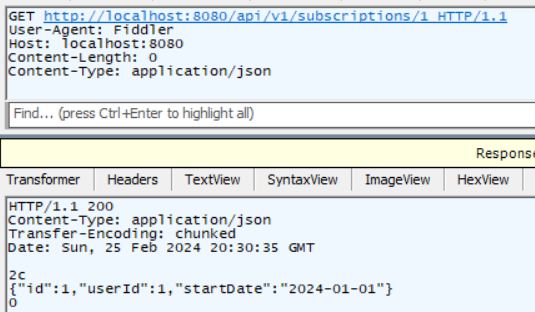 GET http://localhost:8080/api/v1/subscriptions/1 HTTP/1.1
User-Agent: Fiddler
Host: localhost:8080
Content-Length: 0
Content-Type: application/json
Find... (press Ctrl+Enter to highlight all)
Response
Transformer Headers TextView SyntaxView ImageView HexView
HTTP/1.1 200
Content-Type: application/json
Transfer-Encoding: chunked
Date: Sun, 25 Feb 2024 20:30:35 GMT
2c
{"id":1,"userId":1,"startDate":"2024-01-01"}
0